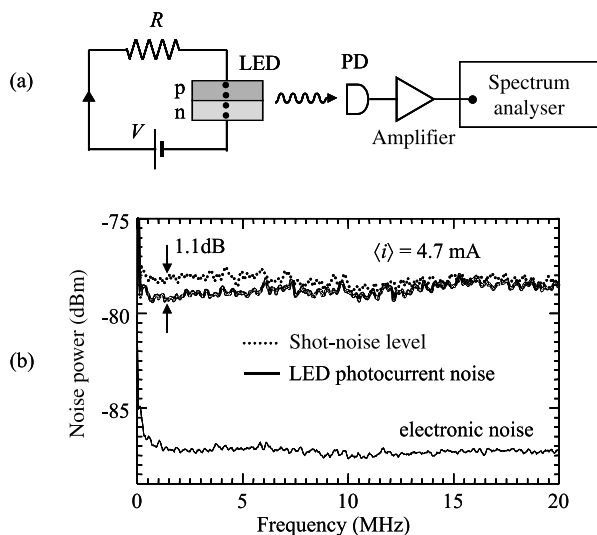 (a)
R
LED
p
n
V
PD
Amplifier
Spectrum
analyser
(b)
Noise power (dBm)
-75
-80
-85
1.1dB
⟨i⟩ = 4.7 mA
Shot-noise level
LED photocurrent noise
electronic noise
0 5 10 15 20
Frequency (MHz)